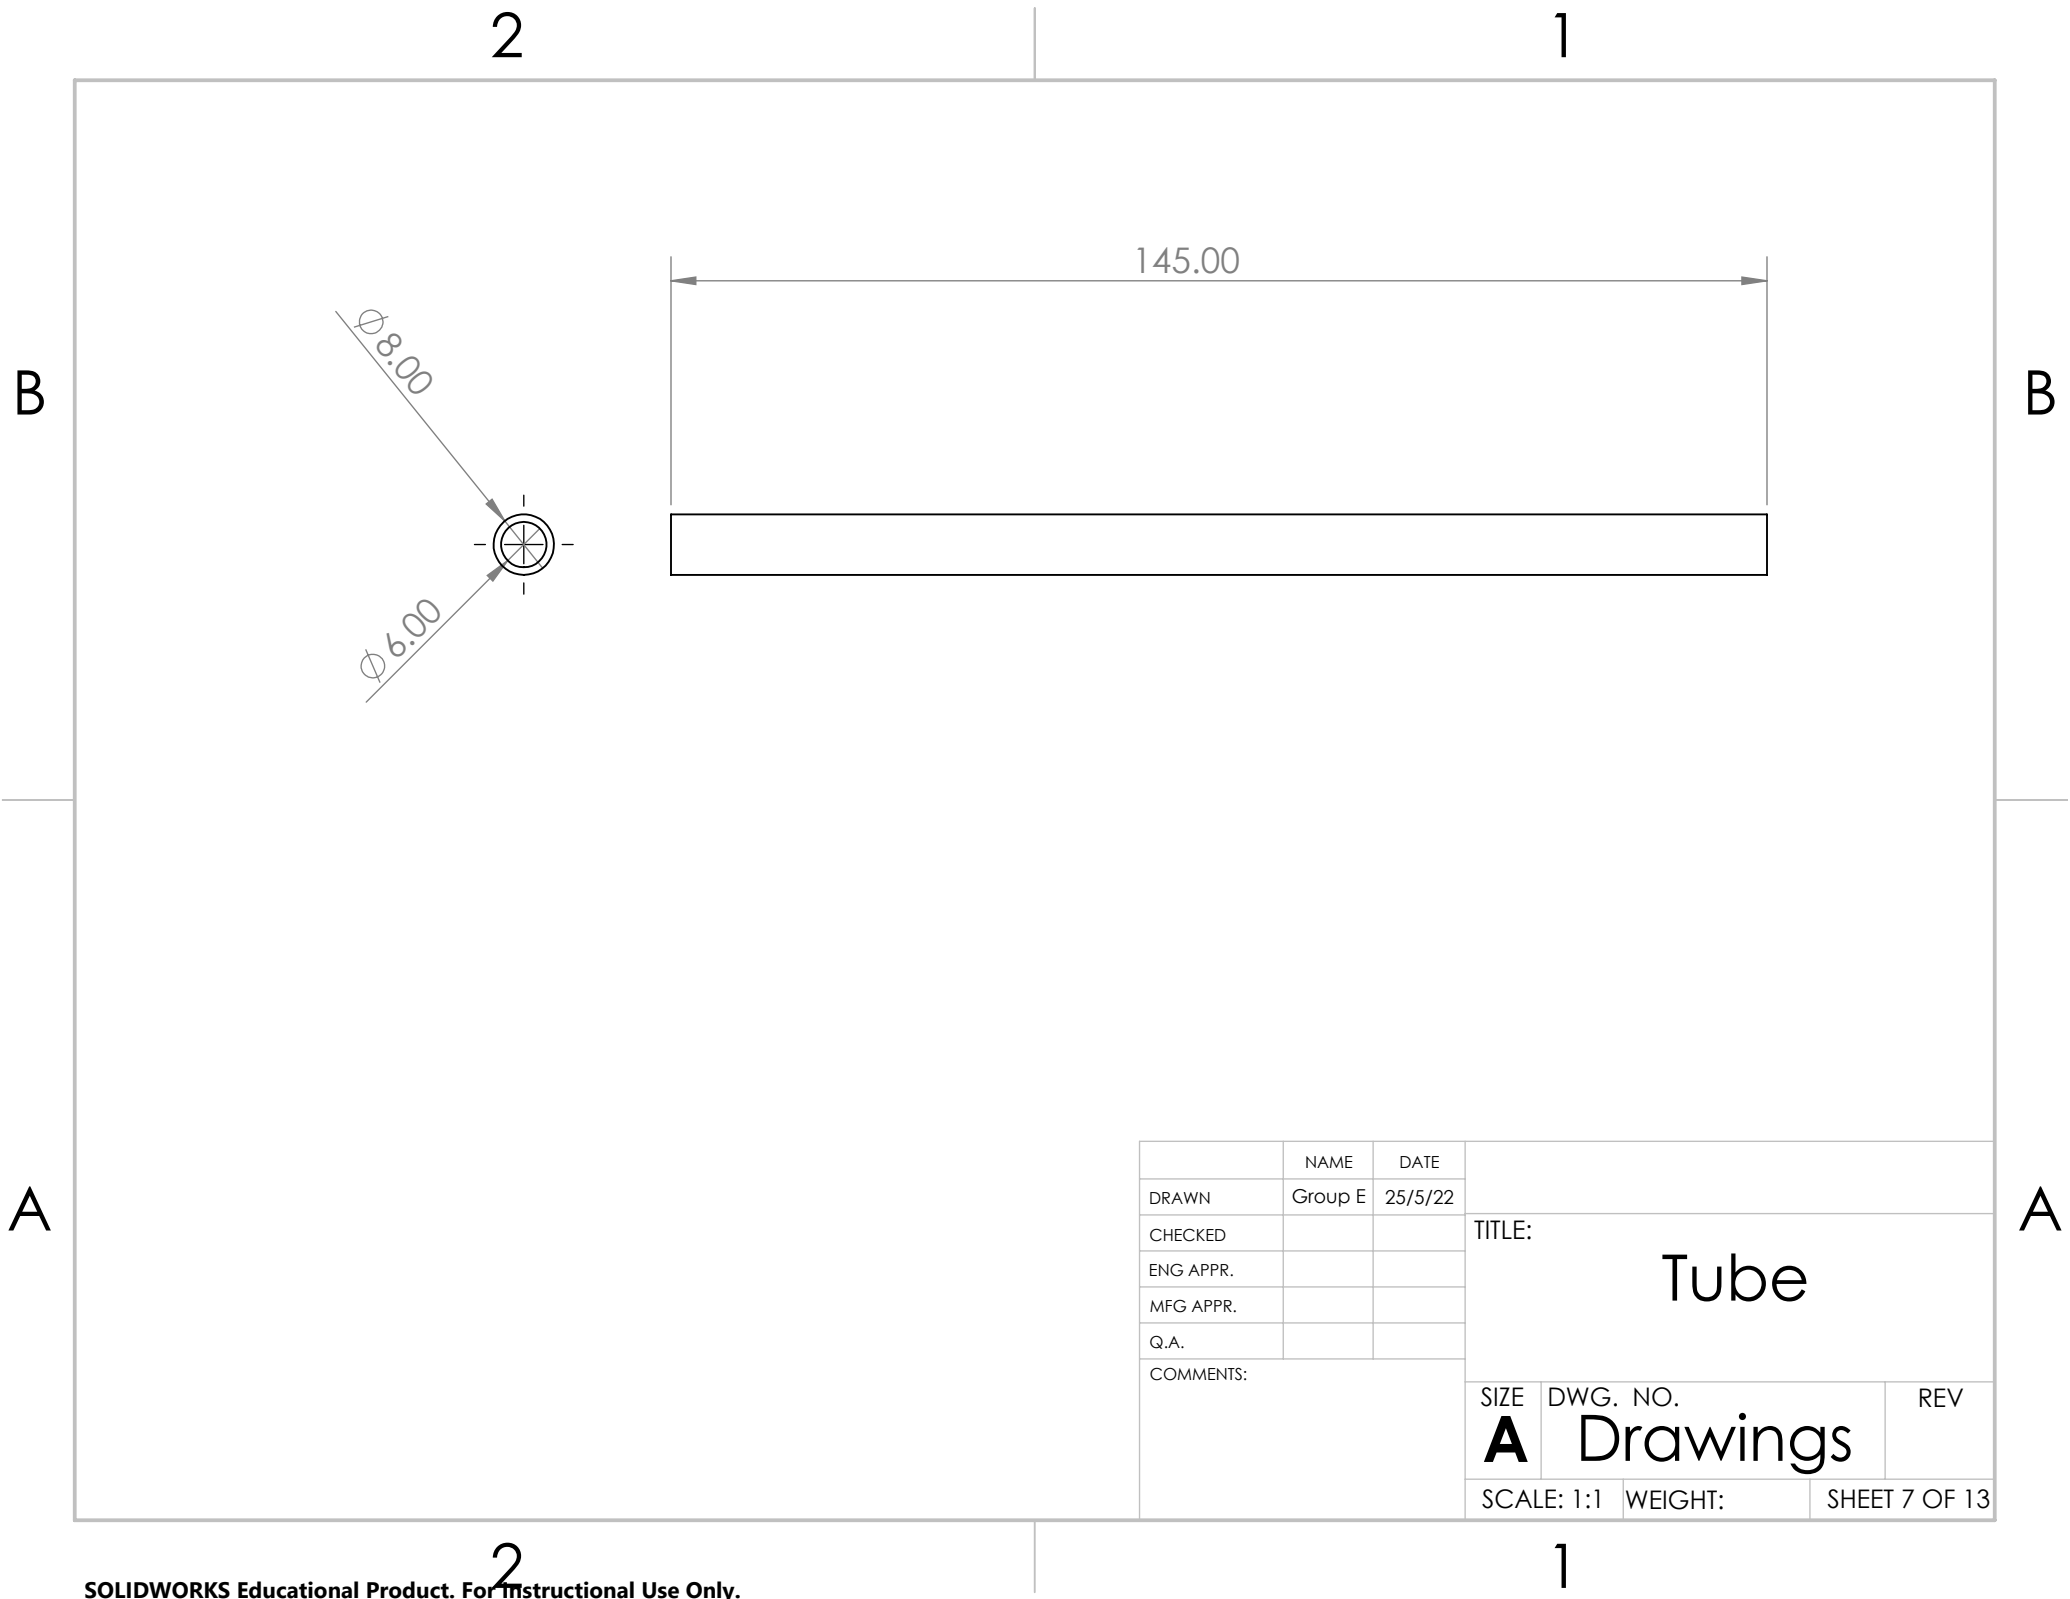 2 1
145.00
⌀8.00
B B
⌀6.00
NAME DATE
DRAWN Group E 25/5/22
A A
CHECKED
TITLE:
ENG APPR.
Tube
MFG APPR.
Q.A.
COMMENTS:
SIZE DWG. NO. REV
A Drawings
SCALE: 1:1 WEIGHT: SHEET 7 OF 13
2 1
SOLIDWORKS Educational Product. For Instructional Use Only.